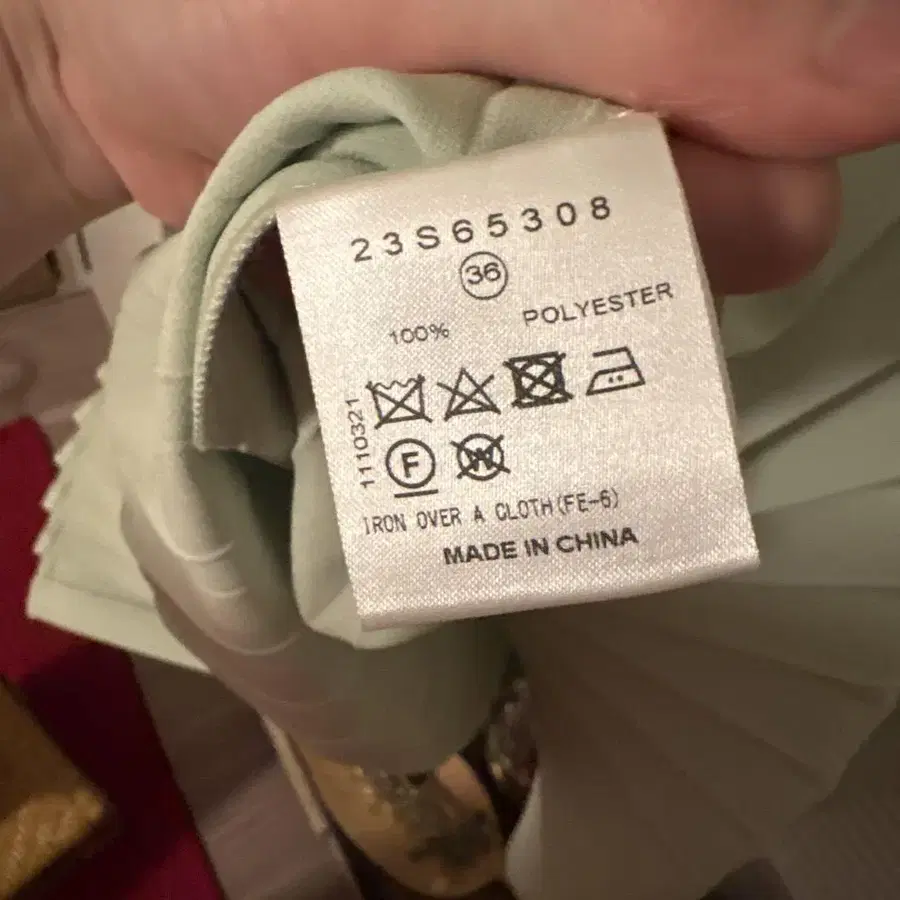 23S65308
36
100% POLYESTER
1110321
F W
IRON OVER A CLOTH(FE-6)
MADE IN CHINA